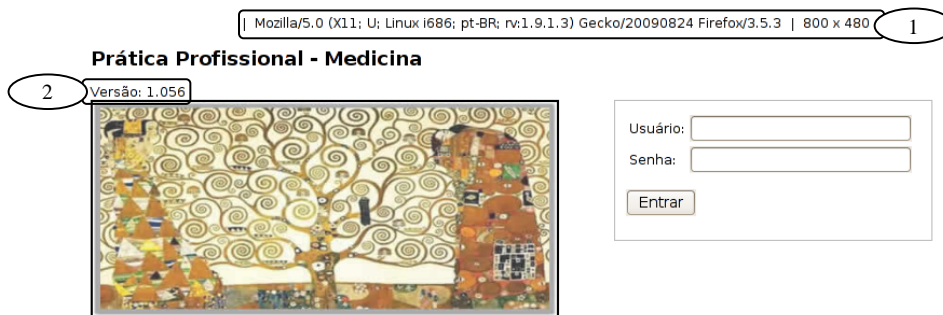 | Mozilla/5.0 (X11; U; Linux i686; pt-BR; rv:1.9.1.3) Gecko/20090824 Firefox/3.5.3 | 800 x 480
1
Prática Profissional - Medicina
2
Versão: 1.056
Usuário:
Senha:
Entrar